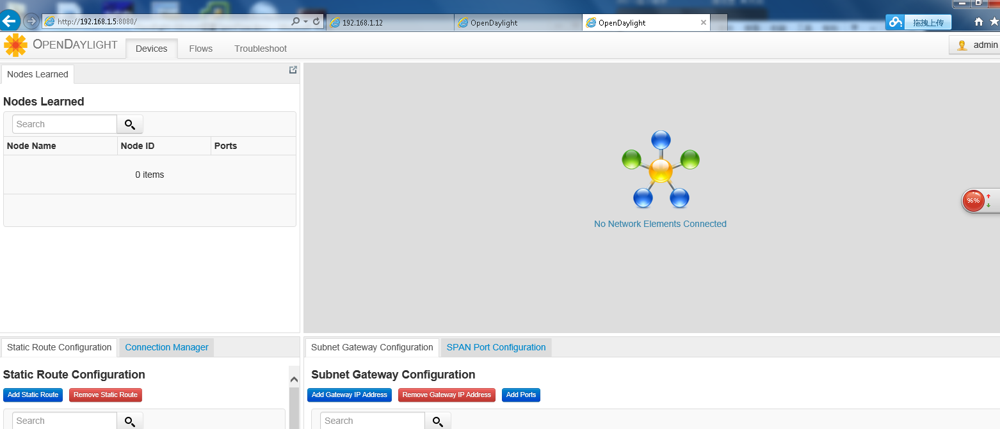 http://192.168.1.5:8080/
192.168.1.12
OpenDaylight
OpenDaylight
拖拽上传
OPENDAYLIGHT
Devices
Flows
Troubleshoot
admin
Nodes Learned
Nodes Learned
Search
Node Name
Node ID
Ports
0 items
No Network Elements Connected
96%
Static Route Configuration
Connection Manager
Static Route Configuration
Add Static Route
Remove Static Route
Search
Subnet Gateway Configuration
SPAN Port Configuration
Subnet Gateway Configuration
Add Gateway IP Address
Remove Gateway IP Address
Add Ports
Search